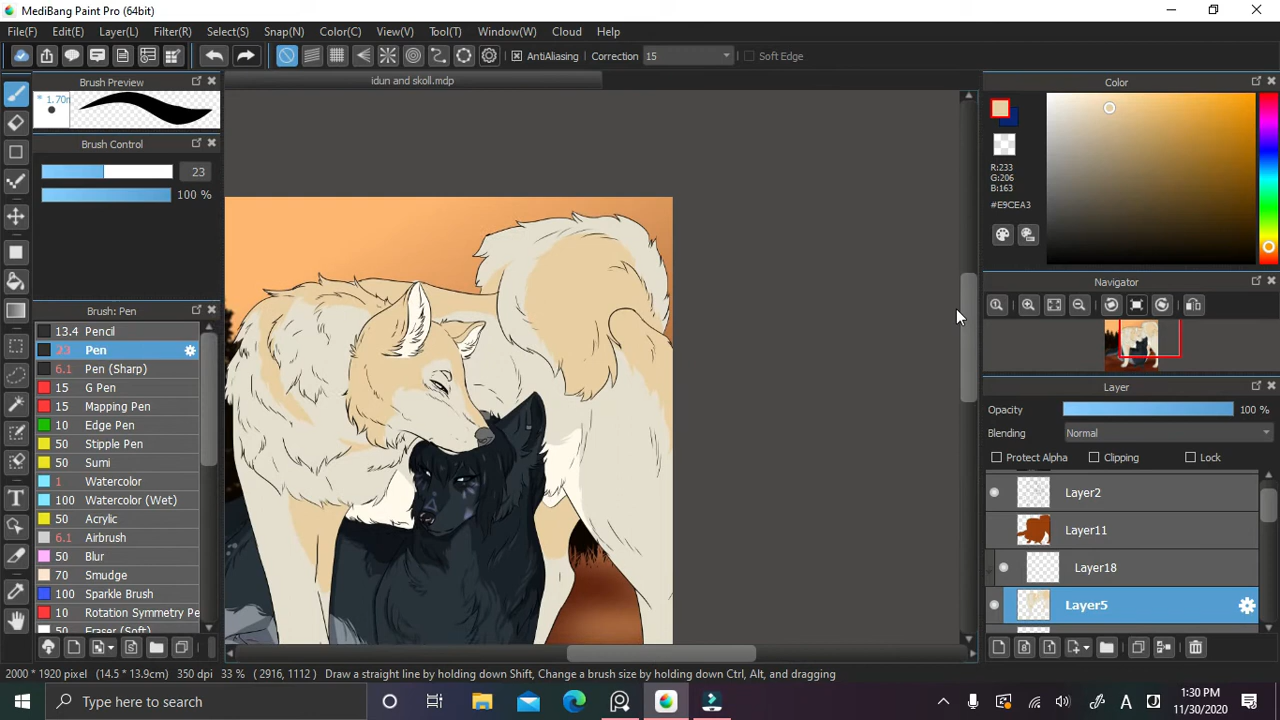 MediBang Paint Pro (64bit)
File(F) Edit(E) Layer(L) Filter(R) Select(S) Snap(N) Color(C) View(V) Tool(T) Window(W) Cloud Help
AntiAliasing Correction 15 Soft Edge
Brush Preview
idun and skoll.mdp
Color
Brush Control
23
100 %
R:233
G:206
B:163
#E9CEA3
Navigator
Brush: Pen
13.4 Pencil
23 Pen
6.1 Pen (Sharp)
15 G Pen
15 Mapping Pen
10 Edge Pen
50 Stipple Pen
50 Sumi
1 Watercolor
100 Watercolor (Wet)
50 Acrylic
6.1 Airbrush
50 Blur
70 Smudge
100 Sparkle Brush
10 Rotation Symmetry Pe
50 Eraser (Soft)
Layer
Opacity 100 %
Blending Normal
Protect Alpha Clipping Lock
Layer2
Layer11
Layer18
Layer5
2000 * 1920 pixel (14.5 * 13.9cm) 350 dpi 33 % (2916, 1112) Draw a straight line by holding down Shift, Change a brush size by holding down Ctrl, Alt, and dragging
Type here to search
1:30 PM
11/30/2020